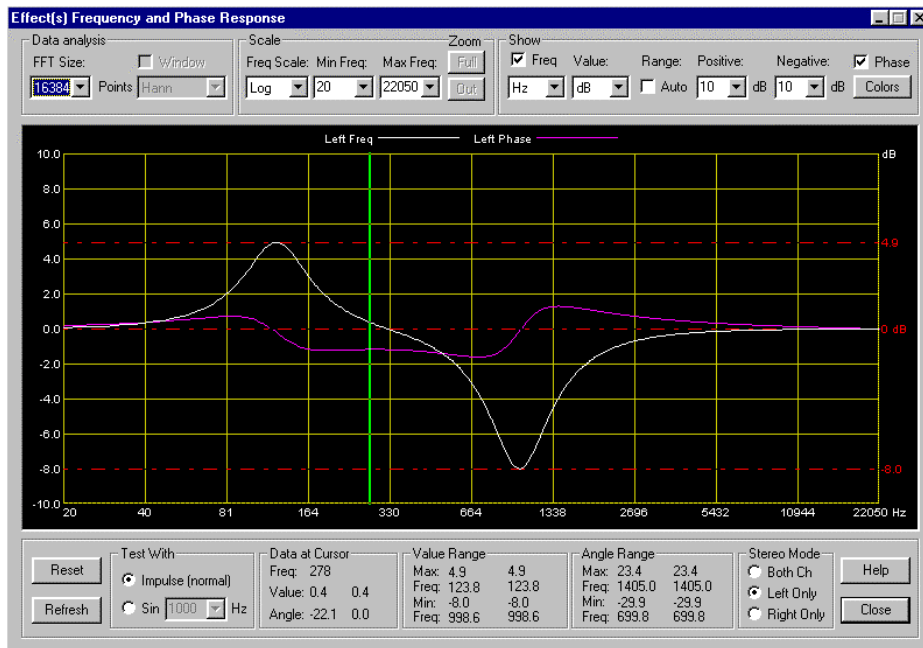 Effect(s) Frequency and Phase Response
Data analysis
FFT Size:
Window
16384 Points Hann
Scale
Freq Scale: Min Freq: Max Freq:
Log 20 22050
Zoom
Full
Out
Show
Freq Value: Range: Positive: Negative: Phase
Hz dB Auto 10 dB 10 dB Colors
Left Freq Left Phase
10.0 dB
8.0
6.0
4.0 4.9
2.0
0.0 0 dB
-2.0
-4.0
-6.0
-8.0 -8.0
-10.0
20 40 81 164 330 664 1338 2696 5432 10944 22050 Hz
Reset
Refresh
Test With
Impulse (normal)
Sin 1000 Hz
Data at Cursor
Freq: 278
Value: 0.4 0.4
Angle: -22.1 0.0
Value Range
Max: 4.9 4.9
Freq: 123.8 123.8
Min: -8.0 -8.0
Freq: 998.6 998.6
Angle Range
Max: 23.4 23.4
Freq: 1405.0 1405.0
Min: -29.9 -29.9
Freq: 699.8 699.8
Stereo Mode
Both Ch
Left Only
Right Only
Help
Close